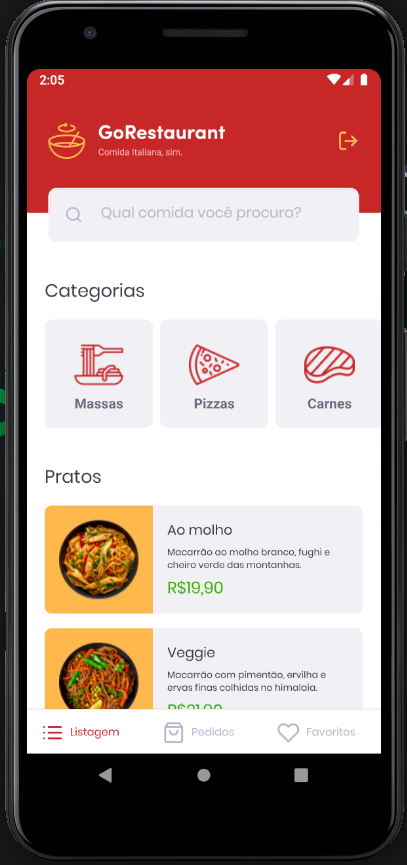 2:05
GoRestaurant
Comida Italiana, sim.
Qual comida você procura?
Categorias
Massas
Pizzas
Carnes
Pratos
Ao molho
Macarrão ao molho branco, fughi e
cheiro verde das montanhas.
R$19,90
Veggie
Macarrão com pimentão, ervilha e
ervas finas colhidas no himalaia.
R$21,90
Listagem
Pedidos
Favoritos